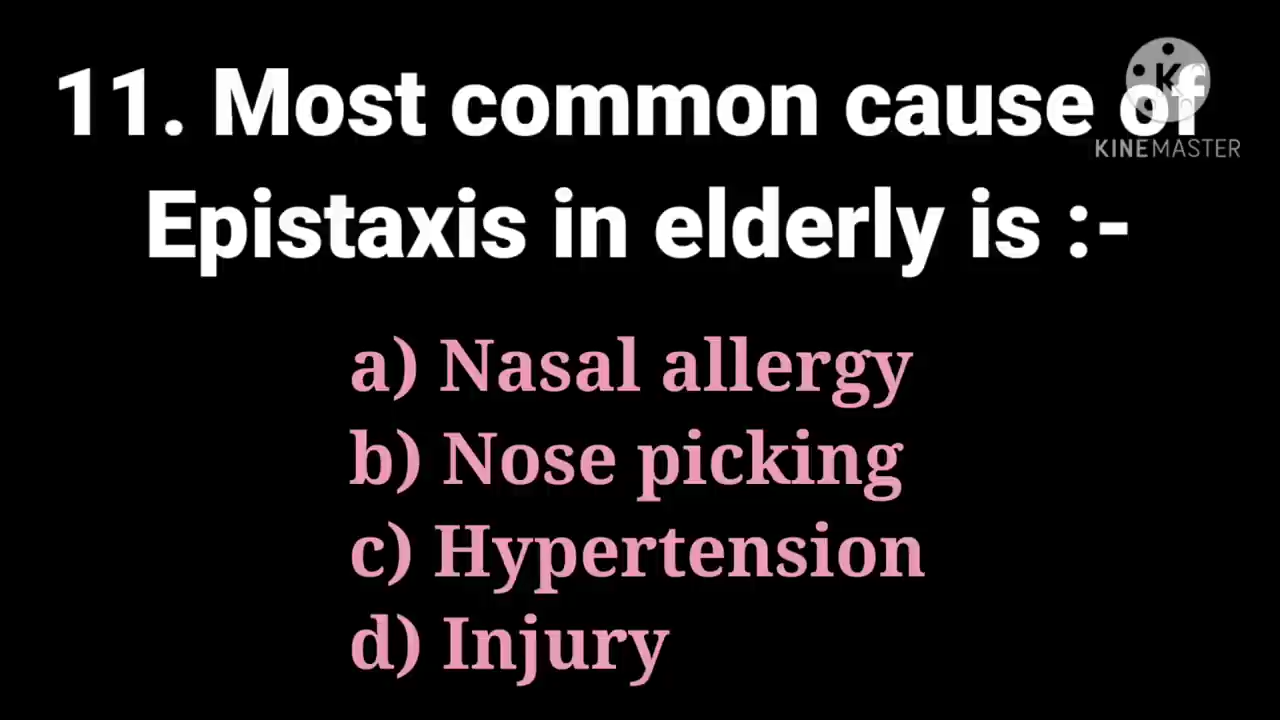 11. Most common cause of
KINEMASTER
Epistaxis in elderly is :-
a) Nasal allergy
b) Nose picking
c) Hypertension
d) Injury